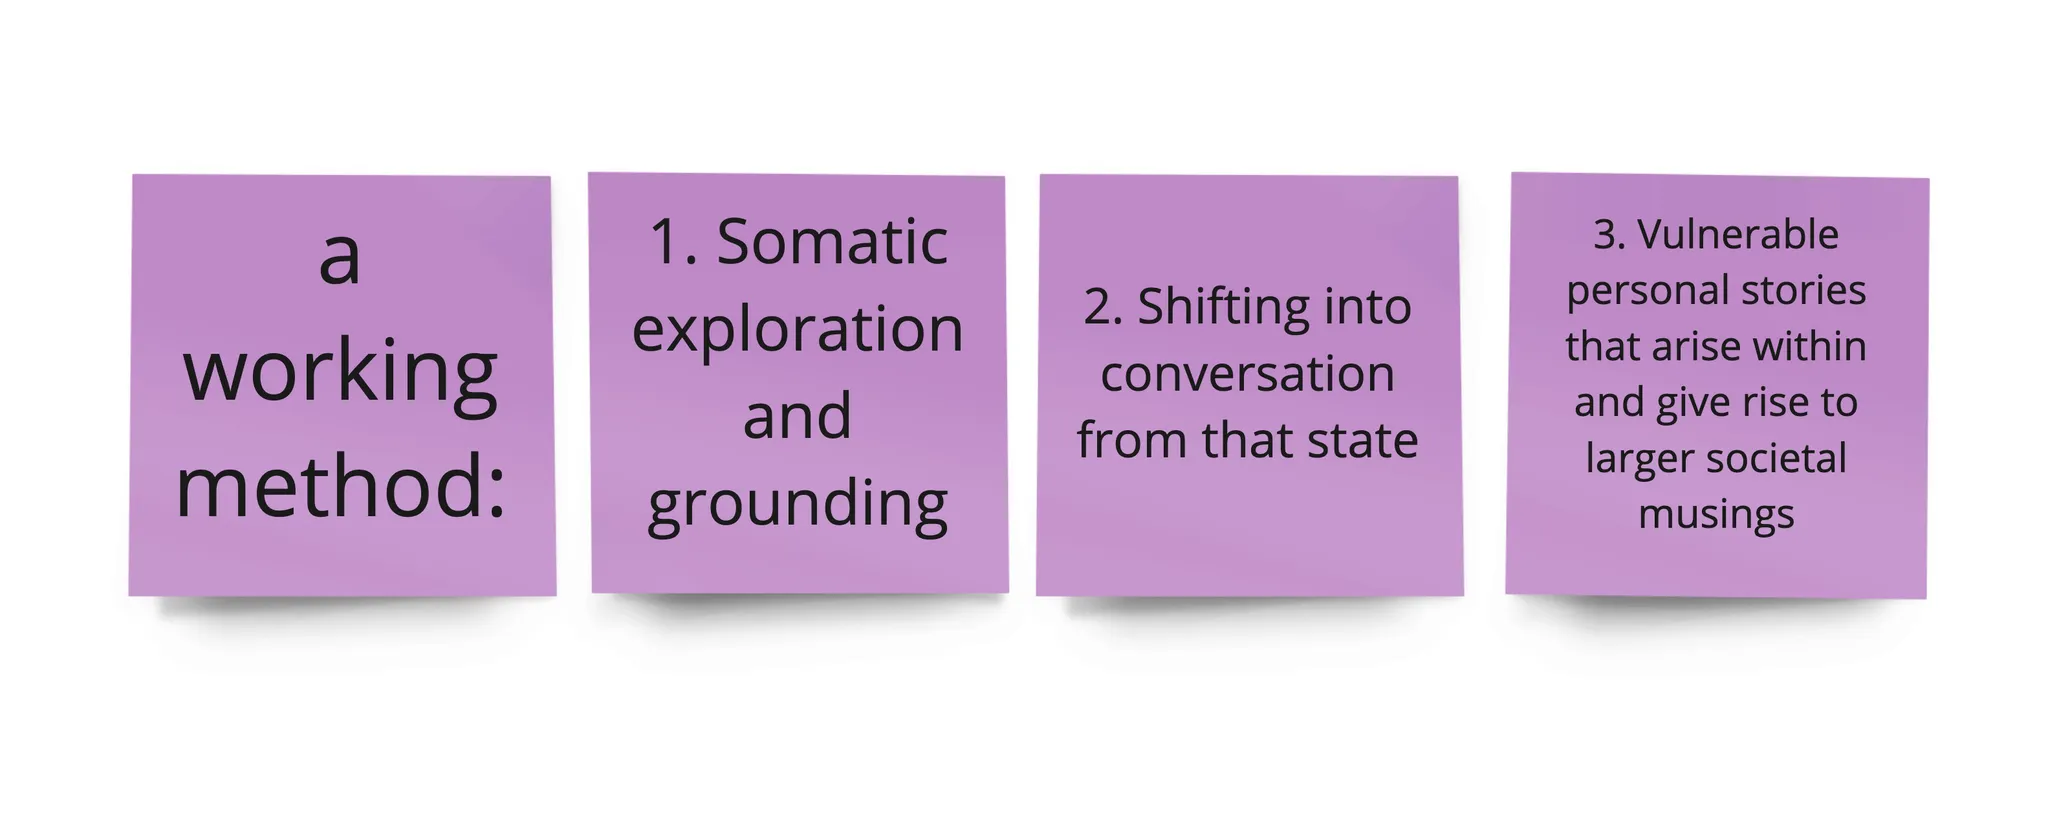 a
working
method:
1. Somatic
exploration
and
grounding
2. Shifting into
conversation
from that state
3. Vulnerable
personal stories
that arise within
and give rise to
larger societal
musings